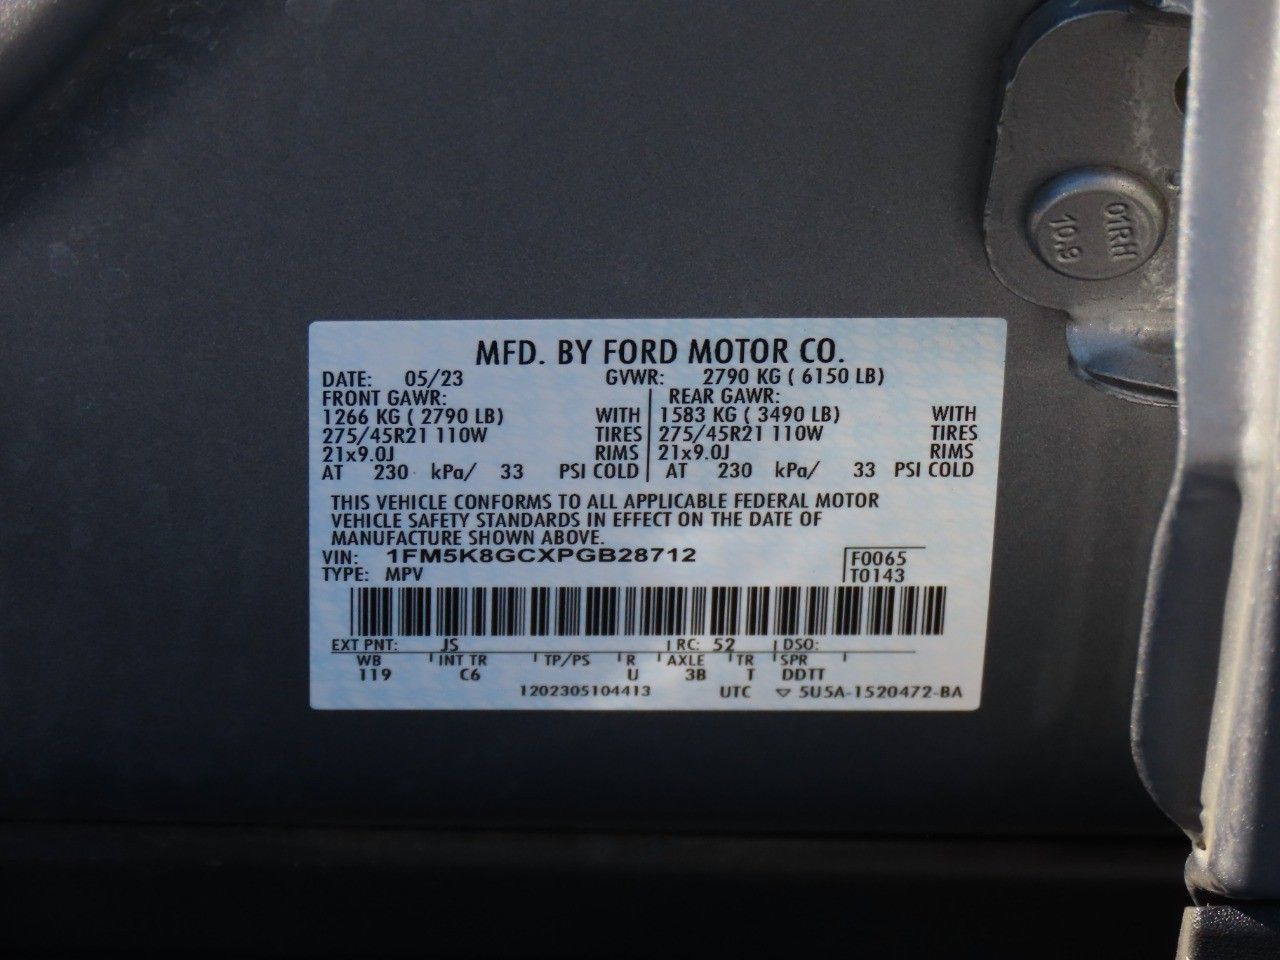 01RH
10.9
MFD. BY FORD MOTOR CO.
DATE: 05/23 GVWR: 2790 KG ( 6150 LB)
FRONT GAWR: REAR GAWR:
1266 KG ( 2790 LB) WITH 1583 KG ( 3490 LB) WITH
275/45R21 110W TIRES 275/45R21 110W TIRES
21x9.0J RIMS 21x9.0J RIMS
AT 230 kPa/ 33 PSI COLD AT 230 kPa/ 33 PSI COLD
THIS VEHICLE CONFORMS TO ALL APPLICABLE FEDERAL MOTOR
VEHICLE SAFETY STANDARDS IN EFFECT ON THE DATE OF
MANUFACTURE SHOWN ABOVE.
VIN: 1FM5K8GCXPGB28712 F0065
TYPE: MPV T0143
EXT PNT: JS RC: 52 DSO:
WB INT TR TP/PS R AXLE TR SPR
119 C6 U 3B T DDTT
1202305104413 UTC ▽ 5U5A-1520472-BA